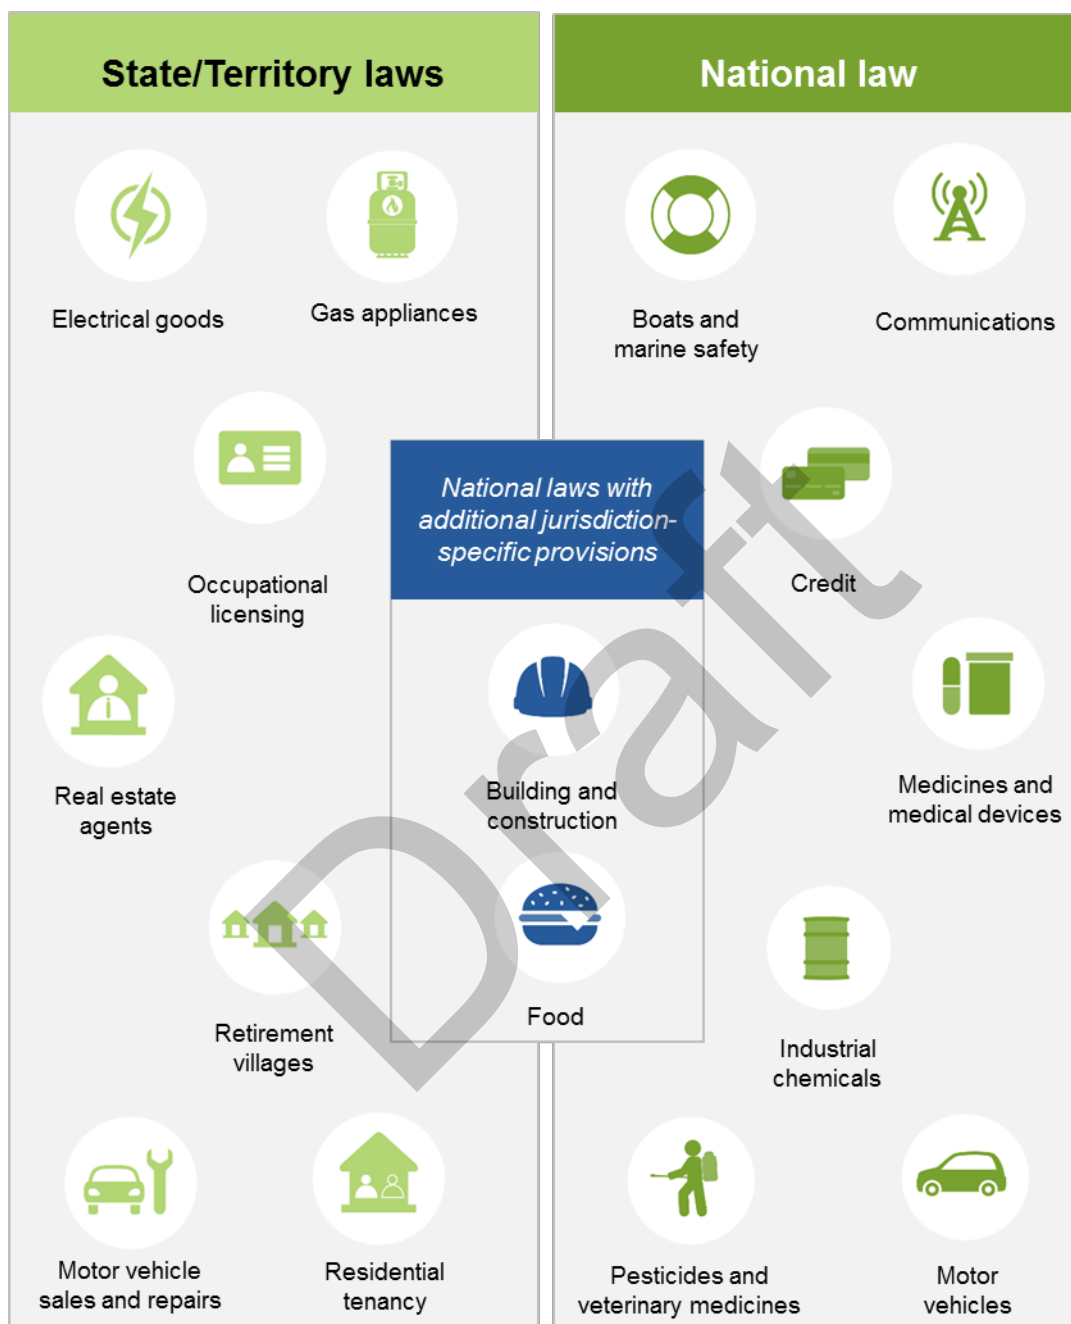 State/Territory laws
National law
Electrical goods
Gas appliances
Boats and
marine safety
Communications
Occupational
licensing
National laws with
additional jurisdiction-
specific provisions
Credit
Real estate
agents
Building and
construction
Medicines and
medical devices
Retirement
villages
Food
Industrial
chemicals
Motor vehicle
sales and repairs
Residential
tenancy
Pesticides and
veterinary medicines
Motor
vehicles
Draft